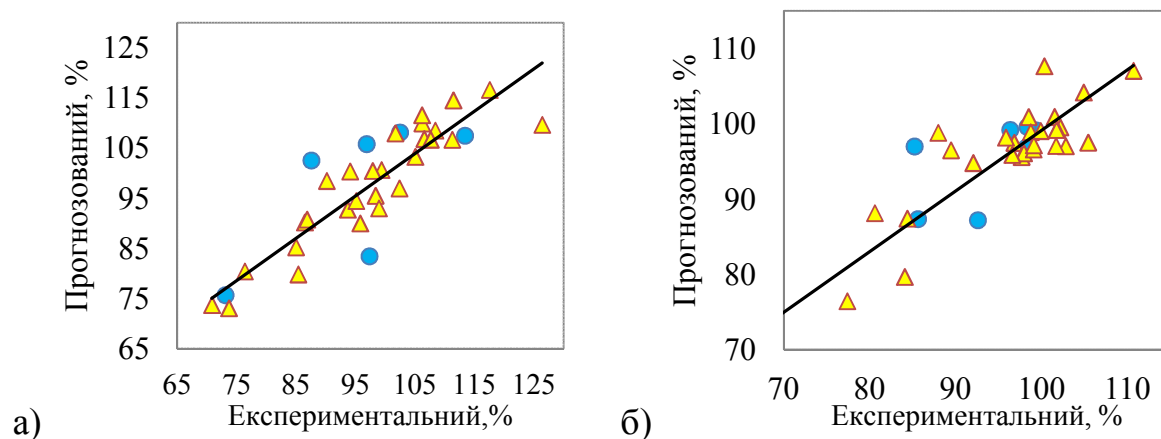 Прогнозований, %
125
115
105
95
85
75
65
65 75 85 95 105 115 125
Експериментальний,%
а)
Прогнозований, %
110
100
90
80
70
70 80 90 100 110
Експериментальний, %
б)